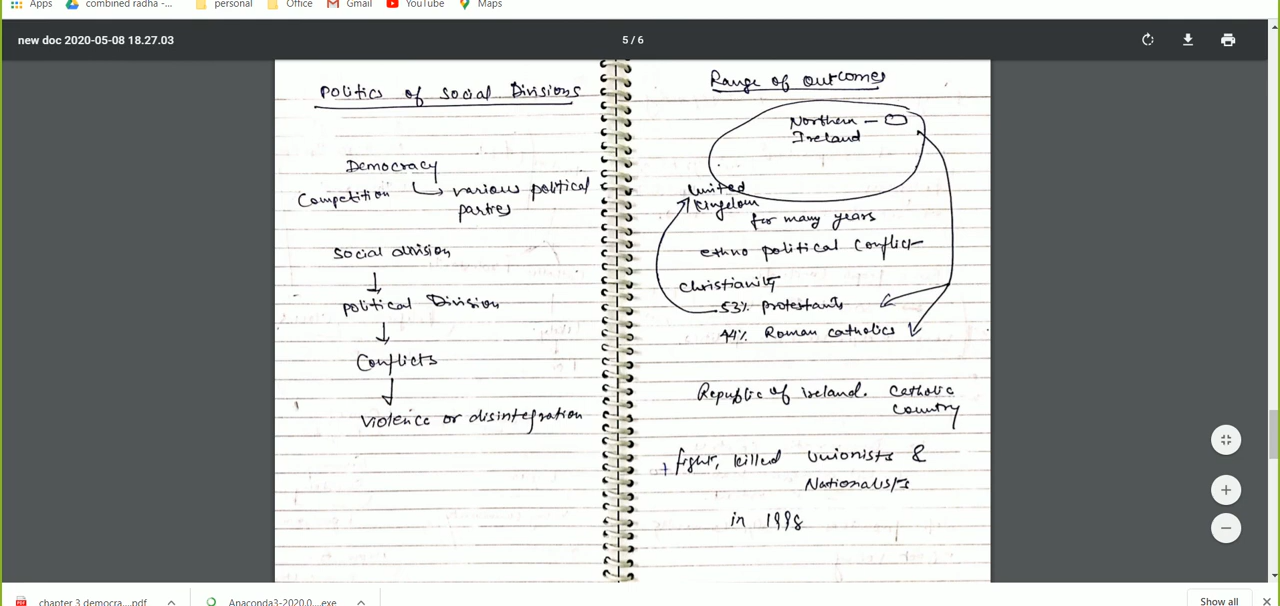 Apps
combined radha -...
personal
Office
Gmail
YouTube
Maps
new doc 2020-05-08 18.27.03
5 / 6
Politics of Social Divisions
Democracy
Competition
various political
parties
Social division
Political Division
Conflicts
Violence or disintegration
Range of outcomes
Northern –
Ireland
United
Kingdom
for many years
ethno political Conflict
Christianity
53% protestants
44% Roman catholics
Republic of Ireland. Catholic
Country
fight, killed Unionists &
Nationalists
in 1998
chapter 3 democra....pdf
Anaconda3-2020.0....exe
Show all